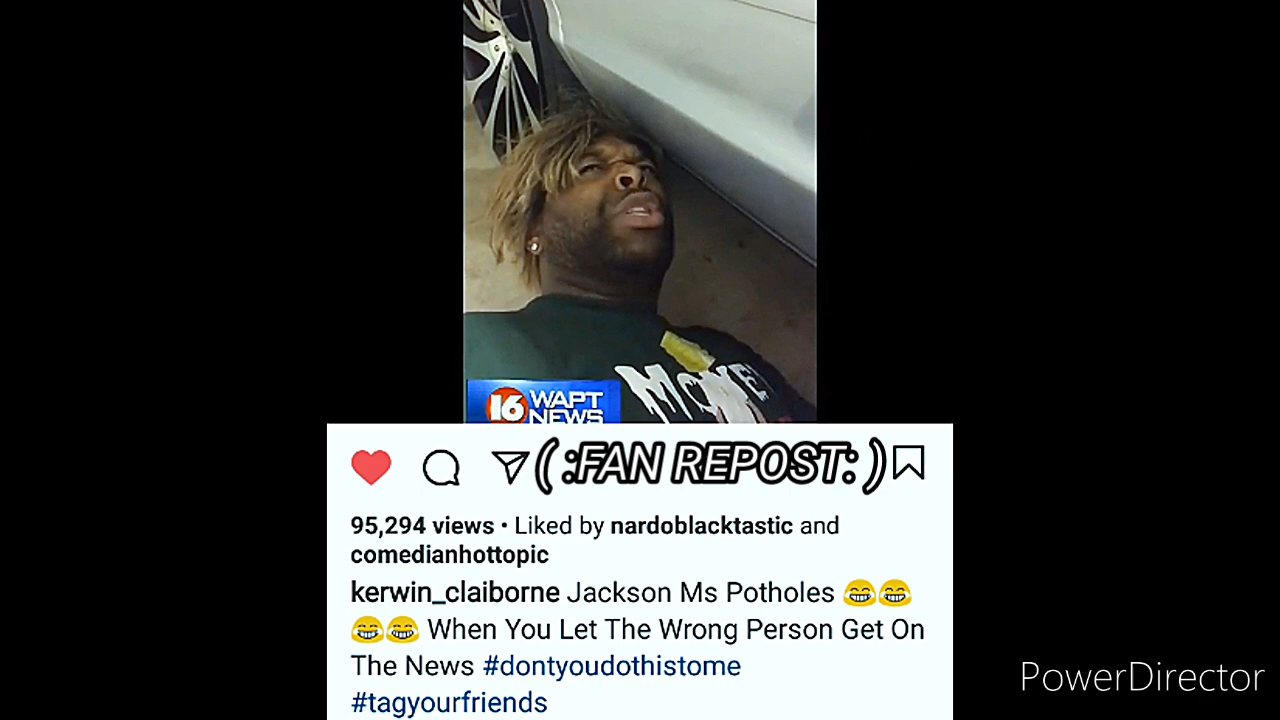 MONEY
16 WAPT
NEWS
( :FAN REPOST: )
95,294 views • Liked by nardoblacktastic and
comedianhottopic
kerwin_claiborne Jackson Ms Potholes 😂😂
😂😂 When You Let The Wrong Person Get On
The News #dontyoudothistome
#tagyourfriends
PowerDirector